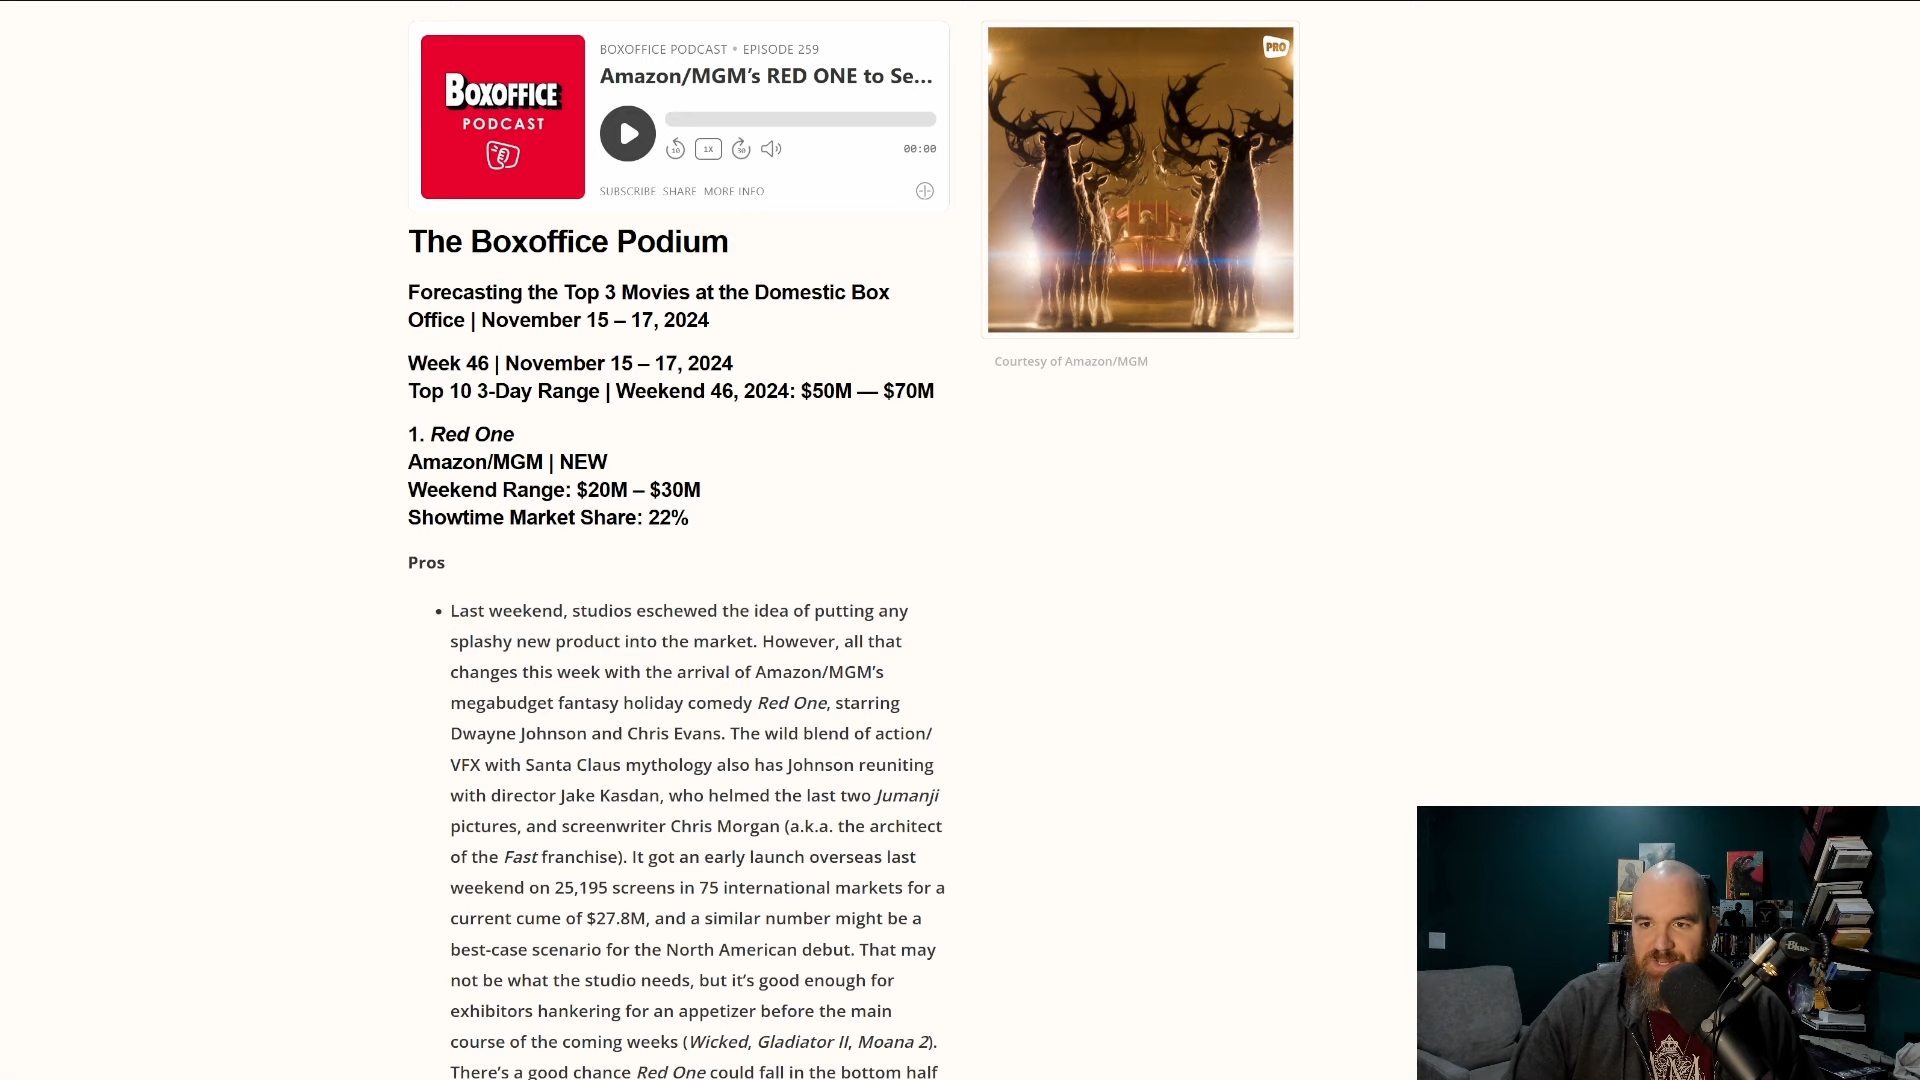 BOXOFFICE PODCAST • EPISODE 259
Amazon/MGM’s RED ONE to Se...
BOXOFFICE
PODCAST
10
1X
30
00:00
SUBSCRIBE SHARE MORE INFO
PRO
Courtesy of Amazon/MGM
The Boxoffice Podium
Forecasting the Top 3 Movies at the Domestic Box
Office | November 15 – 17, 2024
Week 46 | November 15 – 17, 2024
Top 10 3-Day Range | Weekend 46, 2024: $50M — $70M
1. Red One
Amazon/MGM | NEW
Weekend Range: $20M – $30M
Showtime Market Share: 22%
Pros
• Last weekend, studios eschewed the idea of putting any
splashy new product into the market. However, all that
changes this week with the arrival of Amazon/MGM’s
megabudget fantasy holiday comedy Red One, starring
Dwayne Johnson and Chris Evans. The wild blend of action/
VFX with Santa Claus mythology also has Johnson reuniting
with director Jake Kasdan, who helmed the last two Jumanji
pictures, and screenwriter Chris Morgan (a.k.a. the architect
of the Fast franchise). It got an early launch overseas last
weekend on 25,195 screens in 75 international markets for a
current cume of $27.8M, and a similar number might be a
best-case scenario for the North American debut. That may
not be what the studio needs, but it’s good enough for
exhibitors hankering for an appetizer before the main
course of the coming weeks (Wicked, Gladiator II, Moana 2).
There’s a good chance Red One could fall in the bottom half
Blue